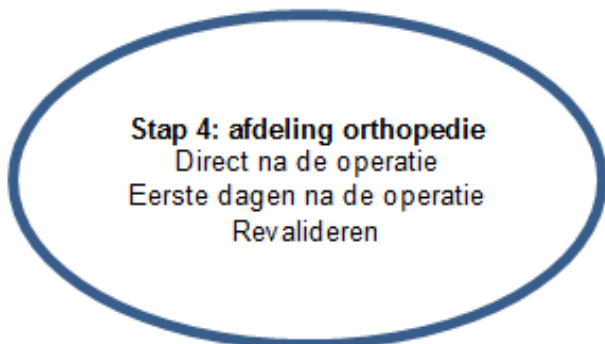 Stap 4: afdeling orthopedie
Direct na de operatie
Eerste dagen na de operatie
Revalideren